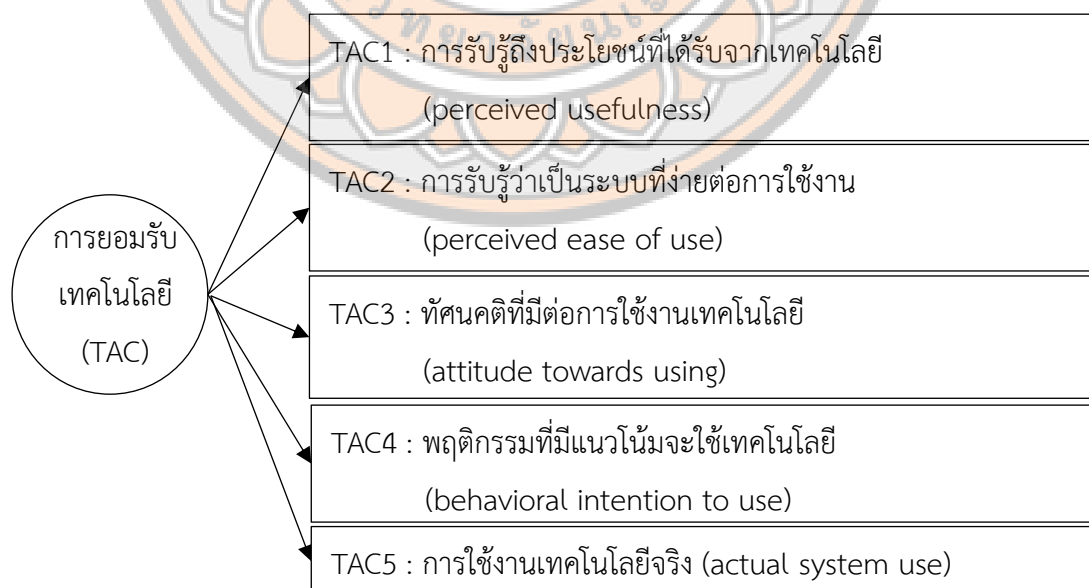 TAC1 : การรับรู้ถึงประโยชน์ที่ได้รับจากเทคโนโลยี
(perceived usefulness)
TAC2 : การรับรู้ว่าเป็นระบบที่ง่ายต่อการใช้งาน
(perceived ease of use)
การยอมรับ
เทคโนโลยี
(TAC)
TAC3 : ทัศนคติที่มีต่อการใช้งานเทคโนโลยี
(attitude towards using)
TAC4 : พฤติกรรมที่มีแนวโน้มจะใช้เทคโนโลยี
(behavioral intention to use)
TAC5 : การใช้งานเทคโนโลยีจริง (actual system use)